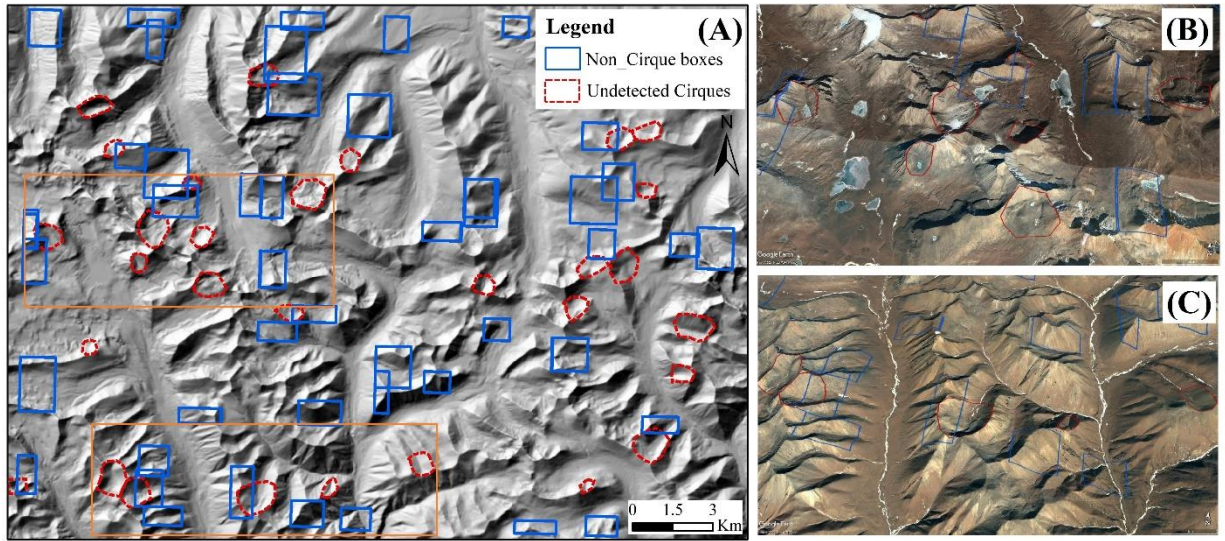 Legend
(A)
Non_Cirque boxes
Undetected Cirques
N
0 1.5 3
Km
(B)
Google Earth
(C)
Google Earth